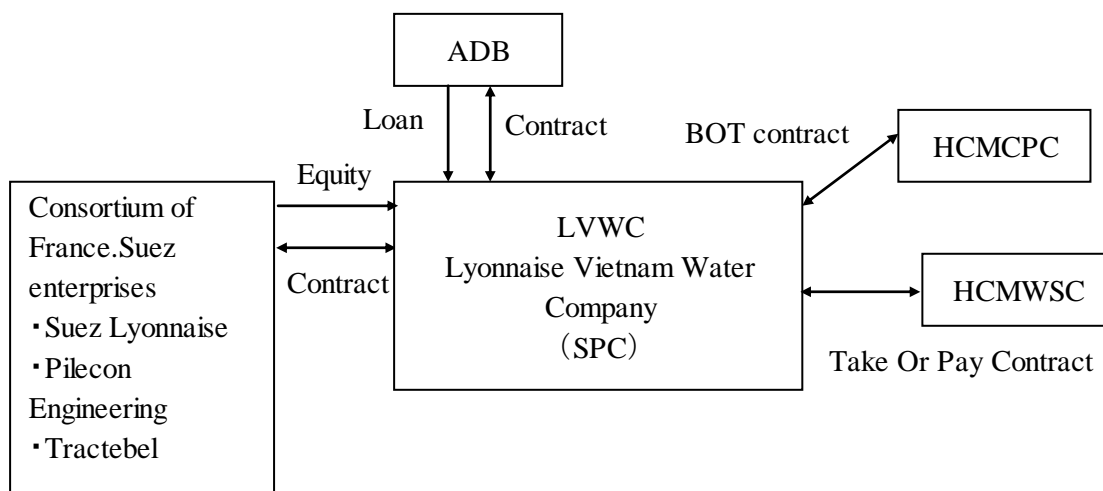 ADB
Loan
Contract
BOT contract
HCMCPC
Equity
Contract
Consortium of
France.Suez
enterprises
・Suez Lyonnaise
・Pilecon
Engineering
・Tractebel
LVWC
Lyonnaise Vietnam Water
Company
（SPC）
HCMWSC
Take Or Pay Contract